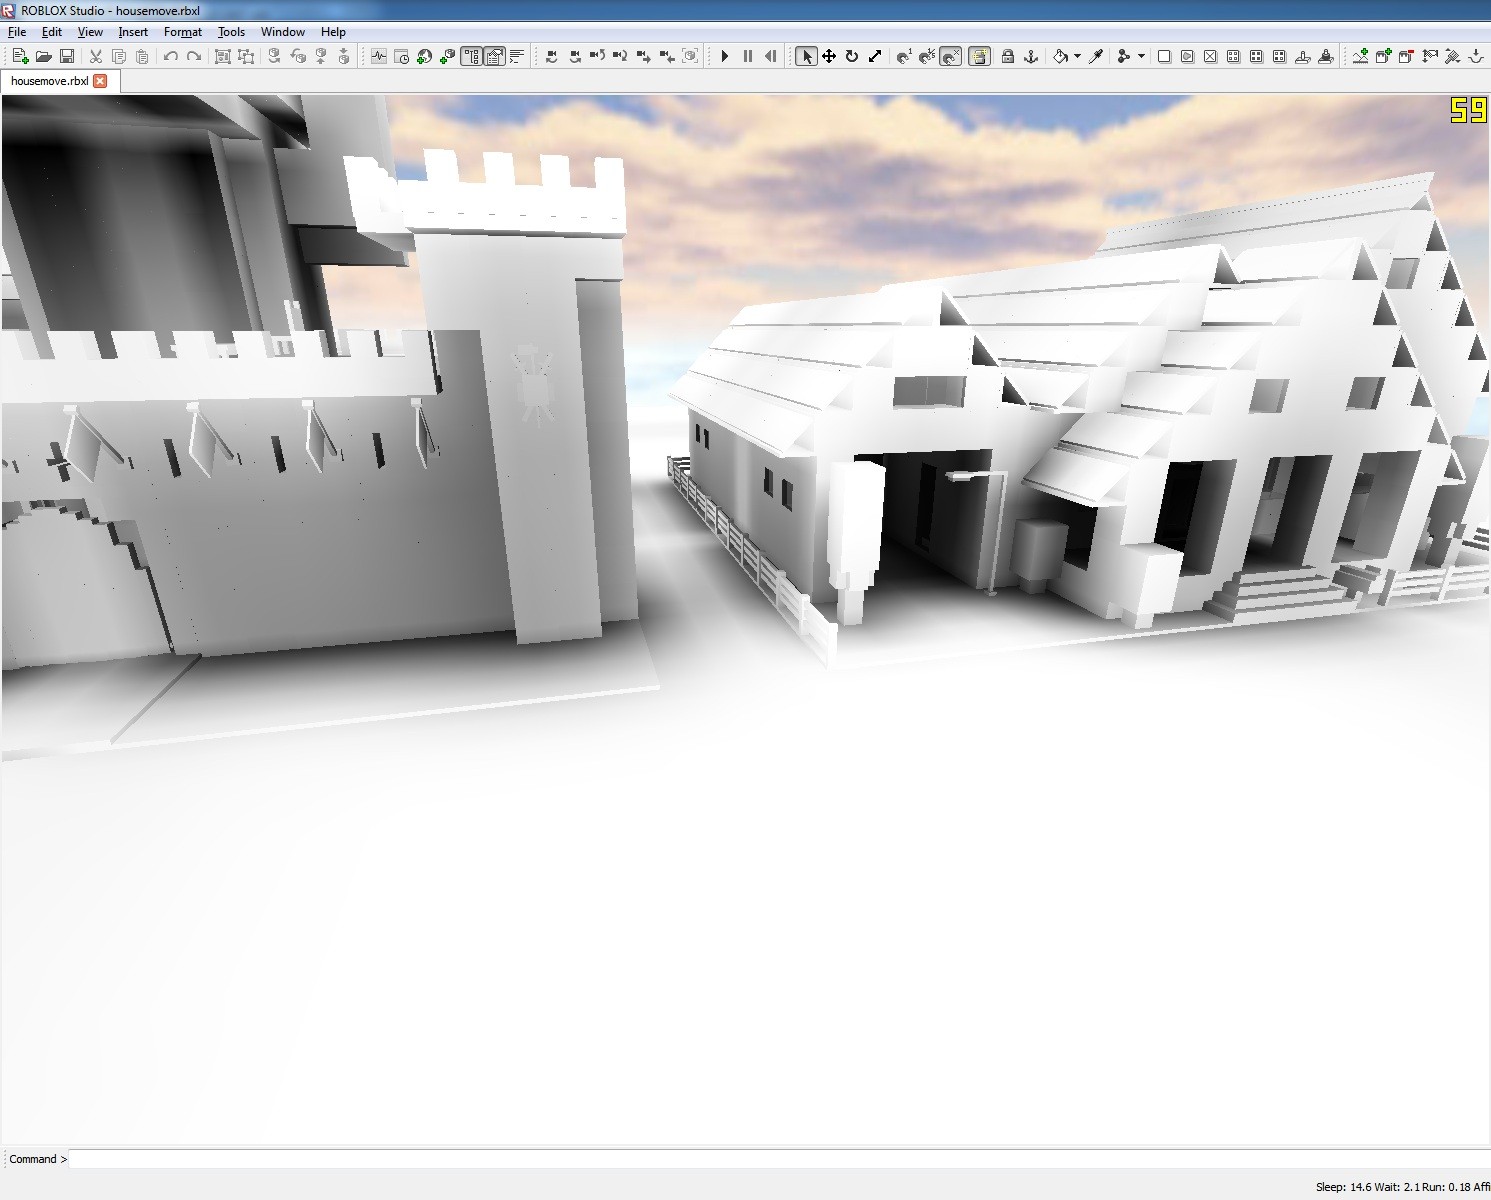 ROBLOX Studio - housemove.rbxl
File Edit View Insert Format Tools Window Help
housemove.rbxl
59
Command >
Sleep: 14.6 Wait: 2.1 Run: 0.18 Affi